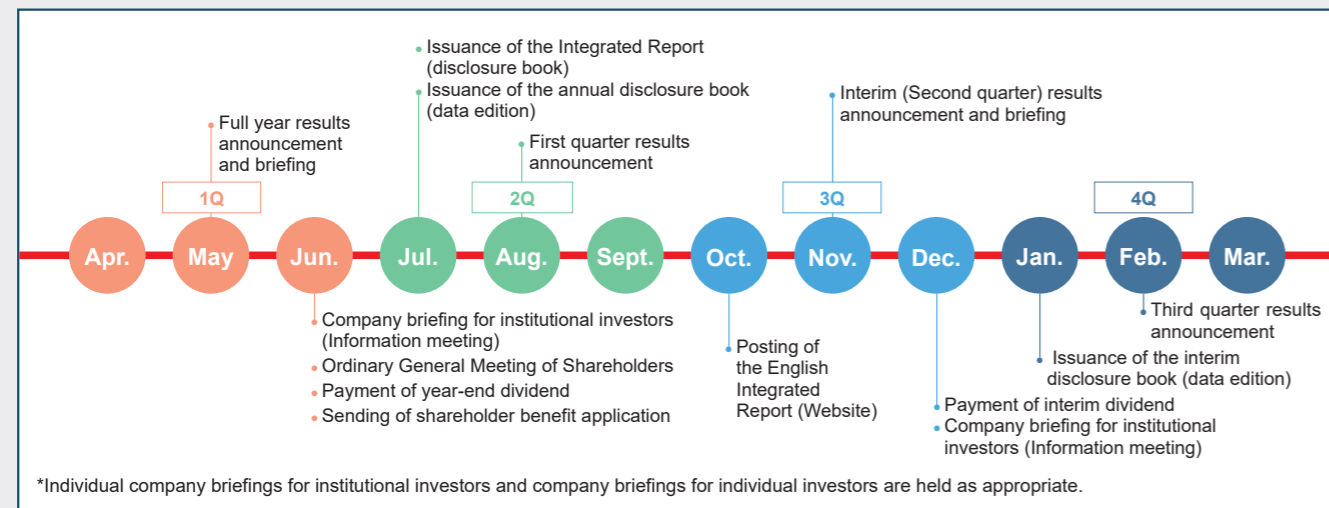 Issuance of the Integrated Report
(disclosure book)
Issuance of the annual disclosure book
(data edition)
Interim (Second quarter) results
announcement and briefing
Full year results
announcement
and briefing
First quarter results
announcement
1Q
2Q
3Q
4Q
Apr.
May
Jun.
Jul.
Aug.
Sept.
Oct.
Nov.
Dec.
Jan.
Feb.
Mar.
Company briefing for institutional investors
(Information meeting)
Ordinary General Meeting of Shareholders
Payment of year-end dividend
Sending of shareholder benefit application
Posting of
the English
Integrated
Report (Website)
Third quarter results
announcement
Issuance of the interim
disclosure book (data edition)
Payment of interim dividend
Company briefing for institutional
investors (Information meeting)
*Individual company briefings for institutional investors and company briefings for individual investors are held as appropriate.